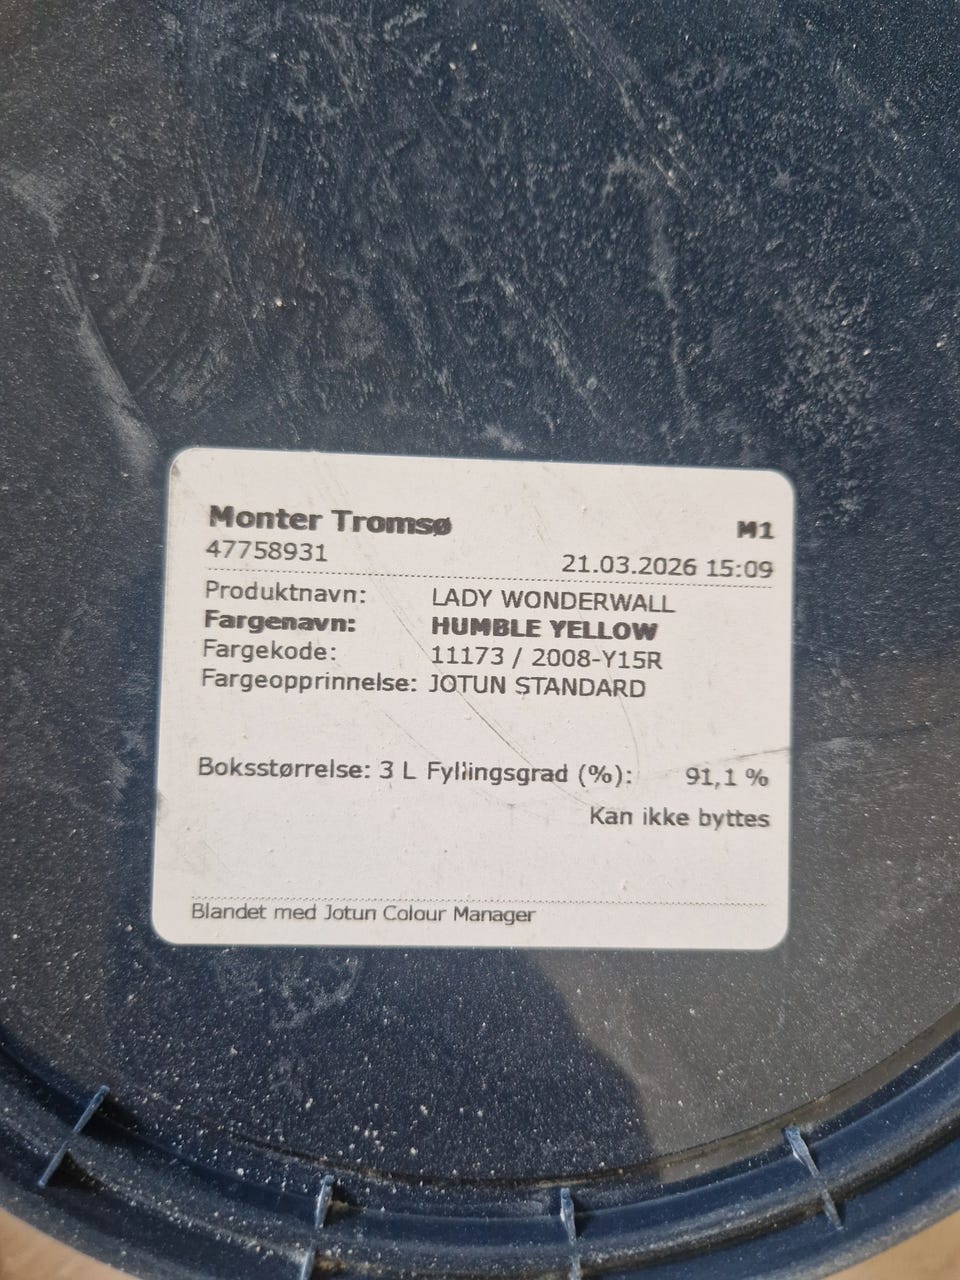 Monter Tromsø M1
47758931 21.03.2026 15:09
Produktnavn: LADY WONDERWALL
Fargenavn: HUMBLE YELLOW
Fargekode: 11173 / 2008-Y15R
Fargeopprinnelse: JOTUN STANDARD
Boksstørrelse: 3 L Fyllingsgrad (%): 91,1 %
Kan ikke byttes
Blandet med Jotun Colour Manager